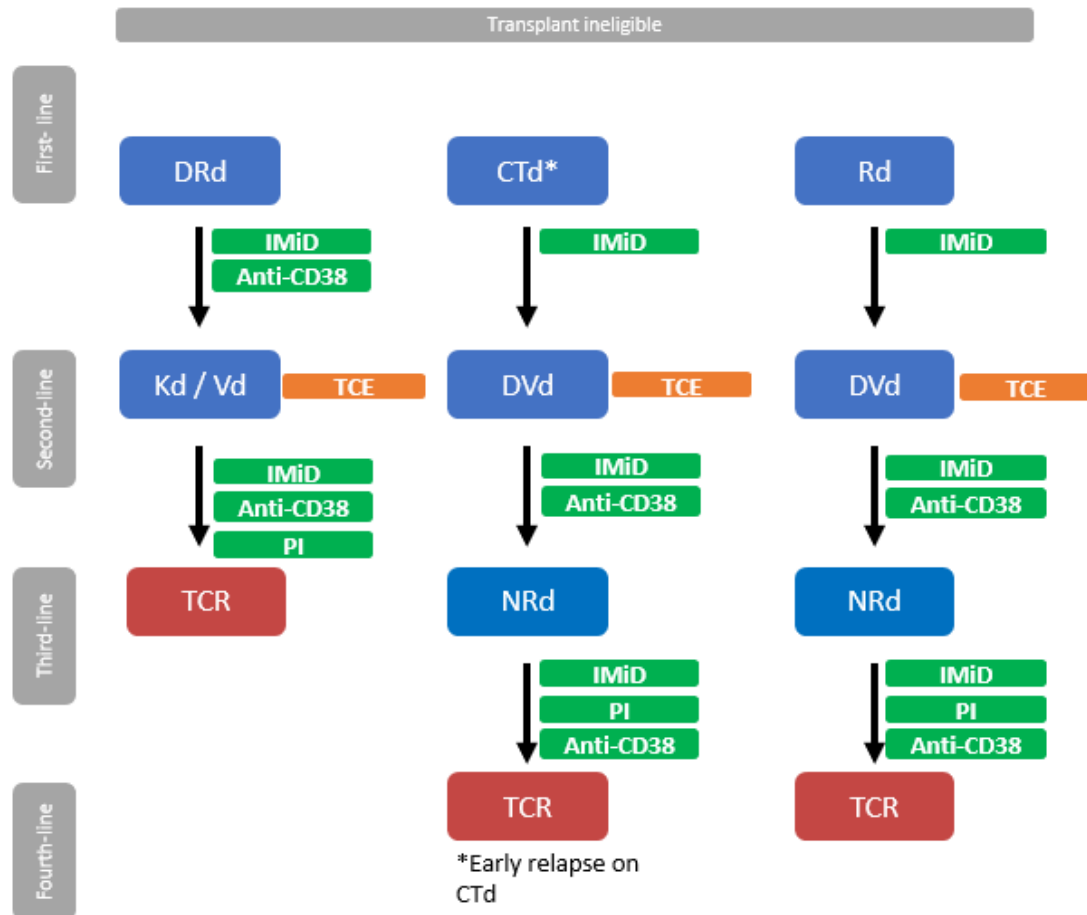 Transplant ineligible
First- line
DRd
CTd*
Rd
IMiD
Anti-CD38
IMiD
IMiD
Second-line
Kd / Vd
TCE
DVd
TCE
DVd
TCE
IMiD
Anti-CD38
PI
IMiD
Anti-CD38
IMiD
Anti-CD38
Third-line
TCR
NRd
NRd
IMiD
PI
Anti-CD38
IMiD
PI
Anti-CD38
Fourth-line
TCR
TCR
*Early relapse on
CTd